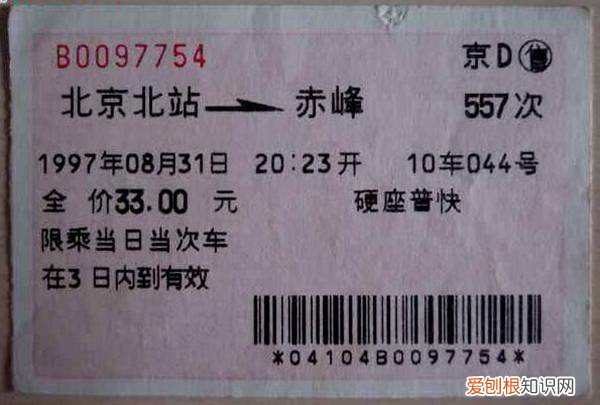 B0097754 京D 售
北京北站 赤峰 557次
1997年08月31日 20:23开 10车044号
全 价33.00 元 硬座普快
限乘当日当次车
在3日内到有效
*04104B0097754*
爱刨根知识网